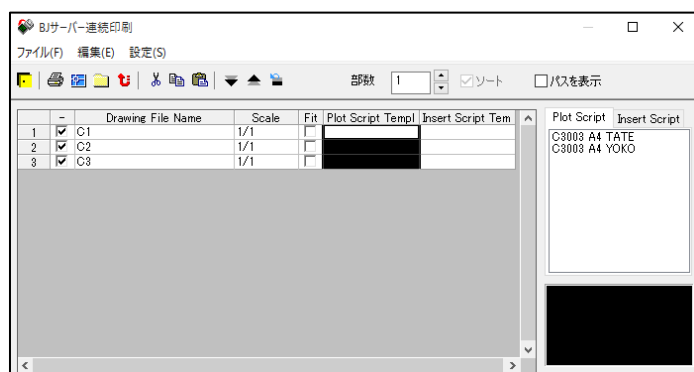 BJサーバー連続印刷
ファイル(F) 編集(E) 設定(S)
部数 1 ソート パスを表示
- Drawing File Name Scale Fit Plot Script Templ Insert Script Tem
1 C1 1/1
2 C2 1/1
3 C3 1/1
Plot Script Insert Script
C3003 A4 TATE
C3003 A4 YOKO